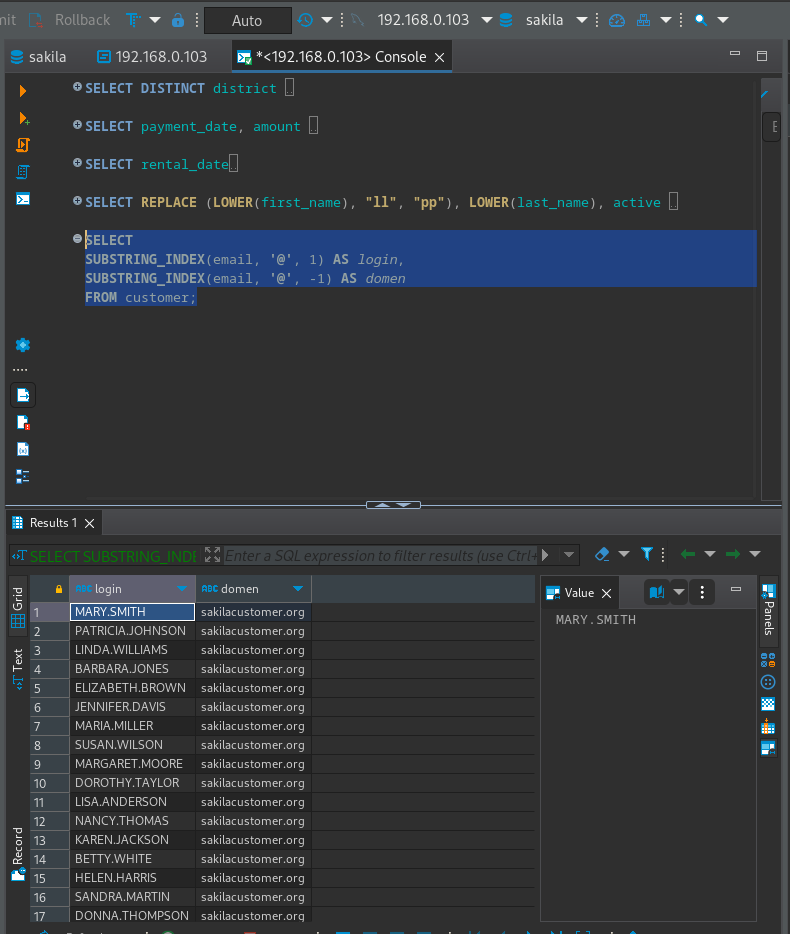 Rollback
Auto
192.168.0.103
sakila
sakila
192.168.0.103
*<192.168.0.103> Console
SELECT DISTINCT district
SELECT payment_date, amount
SELECT rental_date
SELECT REPLACE (LOWER(first_name), "ll", "pp"), LOWER(last_name), active
SELECT
SUBSTRING_INDEX(email, '@', 1) AS login,
SUBSTRING_INDEX(email, '@', -1) AS domen
FROM customer;
Results 1
SELECT SUBSTRING_INDE
Enter a SQL expression to filter results (use Ctrl+
Grid
Text
Record
login domen
1 MARY.SMITH sakilacustomer.org
2 PATRICIA.JOHNSON sakilacustomer.org
3 LINDA.WILLIAMS sakilacustomer.org
4 BARBARA.JONES sakilacustomer.org
5 ELIZABETH.BROWN sakilacustomer.org
6 JENNIFER.DAVIS sakilacustomer.org
7 MARIA.MILLER sakilacustomer.org
8 SUSAN.WILSON sakilacustomer.org
9 MARGARET.MOORE sakilacustomer.org
10 DOROTHY.TAYLOR sakilacustomer.org
11 LISA.ANDERSON sakilacustomer.org
12 NANCY.THOMAS sakilacustomer.org
13 KAREN.JACKSON sakilacustomer.org
14 BETTY.WHITE sakilacustomer.org
15 HELEN.HARRIS sakilacustomer.org
16 SANDRA.MARTIN sakilacustomer.org
17 DONNA.THOMPSON sakilacustomer.org
Value
MARY.SMITH
Panels